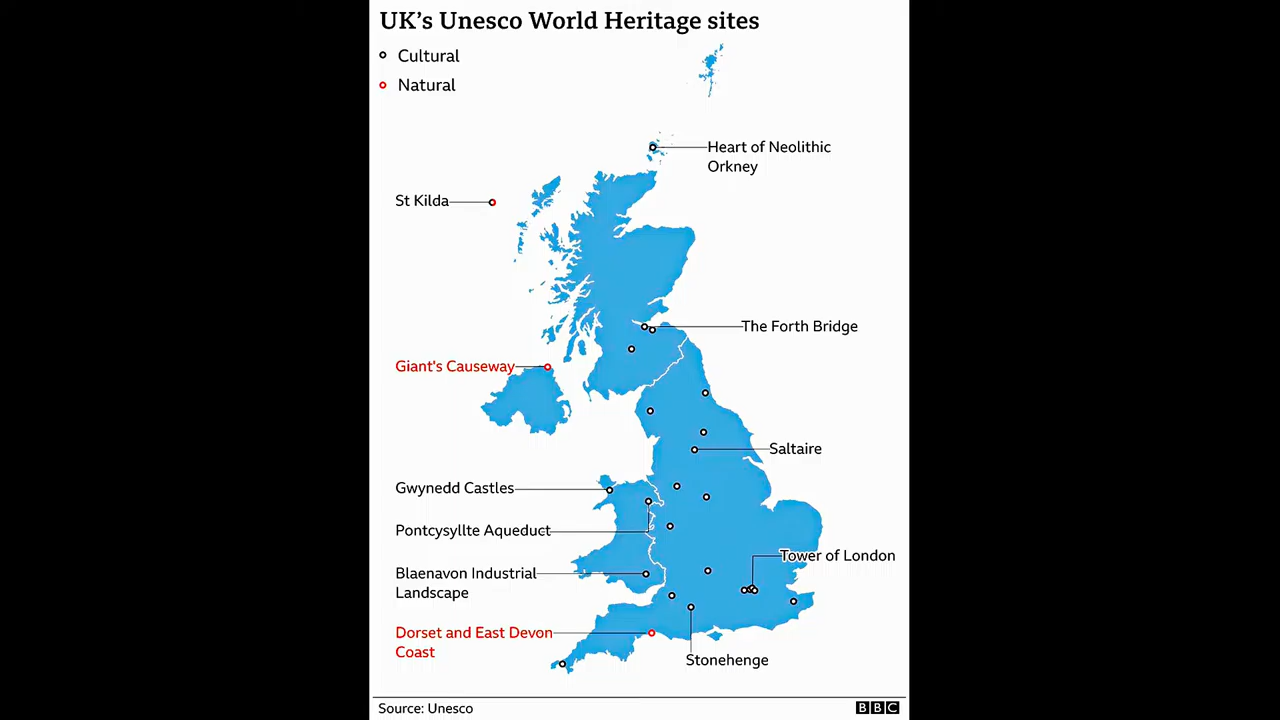 UK's Unesco World Heritage sites
Cultural
Natural
Heart of Neolithic
Orkney
St Kilda
The Forth Bridge
Giant's Causeway
Saltaire
Gwynedd Castles
Pontcysyllte Aqueduct
Tower of London
Blaenavon Industrial
Landscape
Dorset and East Devon
Coast
Stonehenge
Source: Unesco
BBC